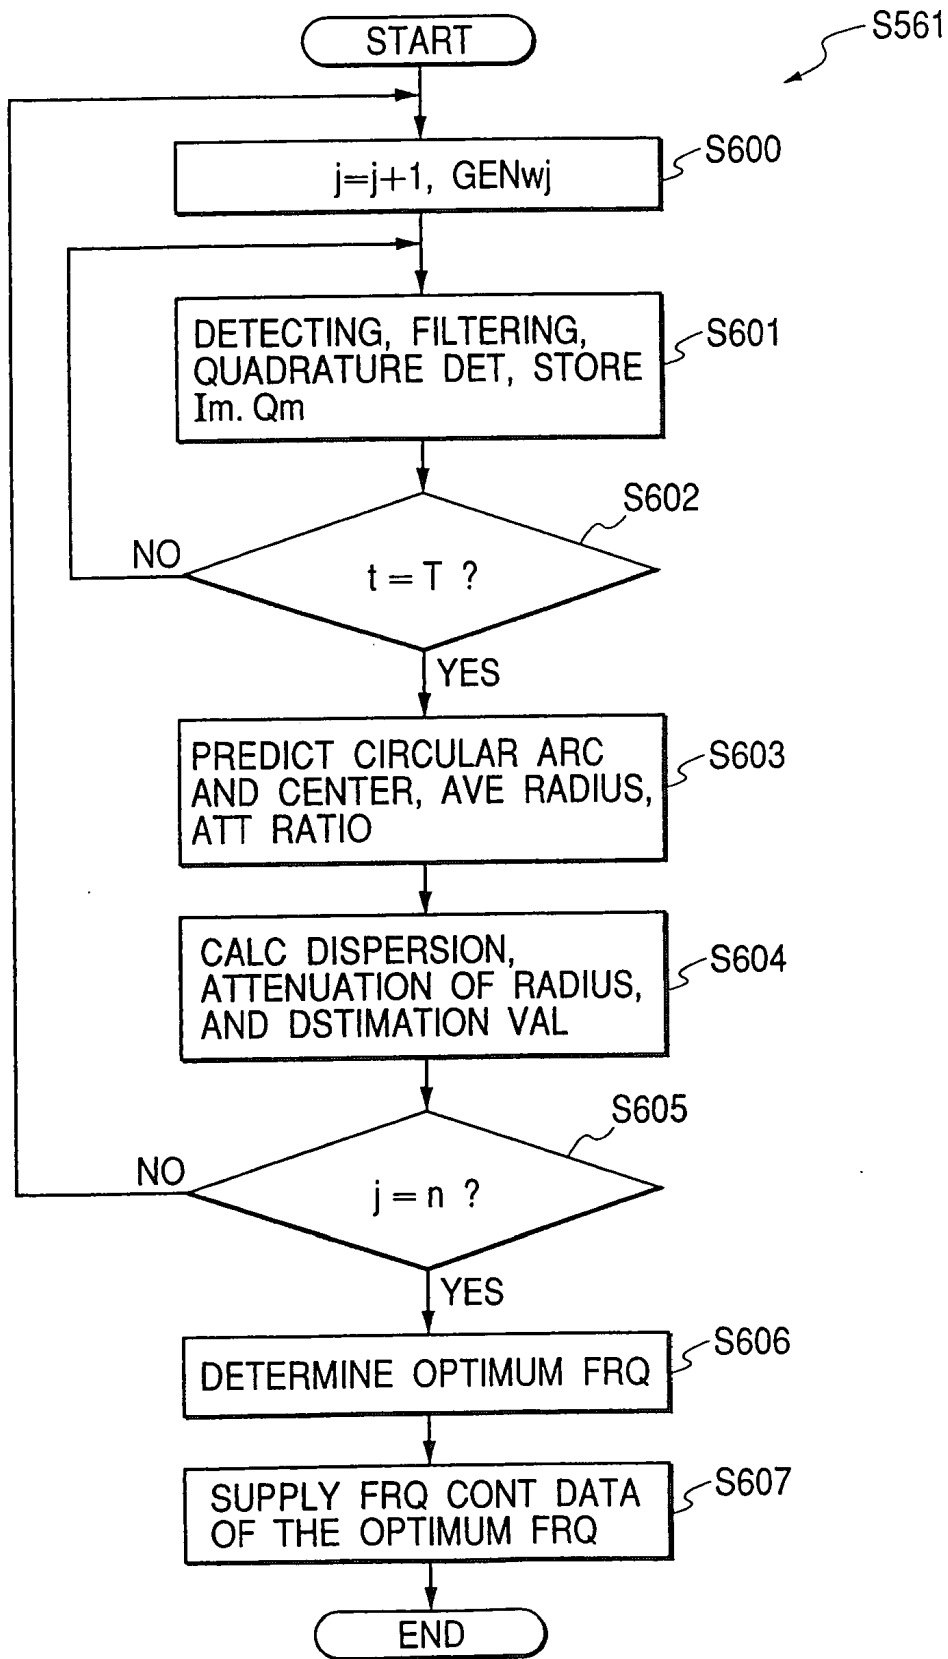 START
S561
j=j+1, GENwj
S600
DETECTING, FILTERING,
QUADRATURE DET, STORE
Im. Qm
S601
S602
NO
t = T ?
YES
PREDICT CIRCULAR ARC
AND CENTER, AVE RADIUS,
ATT RATIO
S603
CALC DISPERSION,
ATTENUATION OF RADIUS,
AND DSTIMATION VAL
S604
S605
NO
j = n ?
YES
DETERMINE OPTIMUM FRQ
S606
SUPPLY FRQ CONT DATA
OF THE OPTIMUM FRQ
S607
END